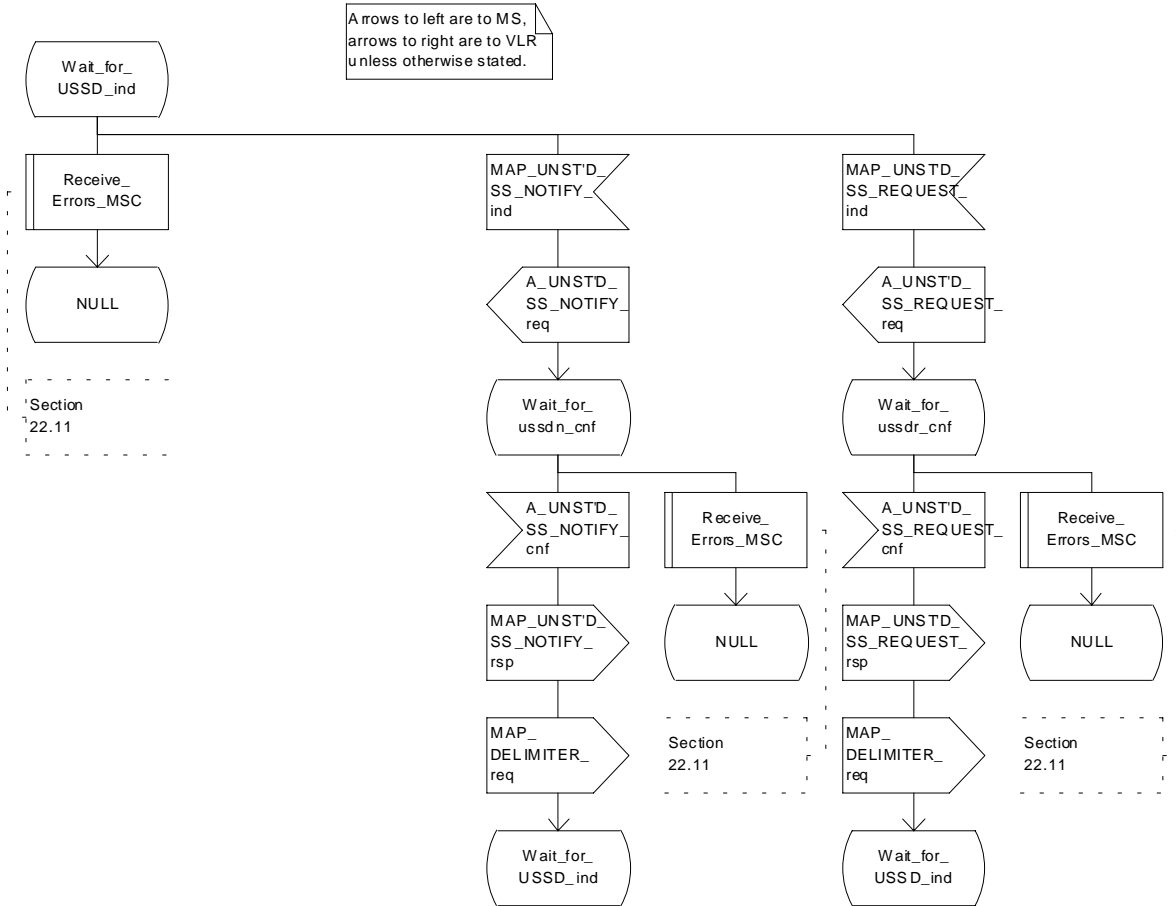 Arrows to left are to MS,
arrows to right are to VLR
unless otherwise stated.
Wait_for_
USSD_ind
Receive_
Errors_MSC
NULL
Section
22.11
MAP_UNST'D_
SS_NOTIFY_
ind
A_UNST'D_
SS_NOTIFY_
req
Wait_for_
ussdn_cnf
A_UNST'D_
SS_NOTIFY_
cnf
MAP_UNST'D_
SS_NOTIFY_
rsp
MAP_
DELIMITER_
req
Wait_for_
USSD_ind
Receive_
Errors_MSC
NULL
Section
22.11
MAP_UNST'D_
SS_REQUEST_
ind
A_UNST'D_
SS_REQUEST_
req
Wait_for_
ussdr_cnf
A_UNST'D_
SS_REQUEST_
cnf
MAP_UNST'D_
SS_REQUEST_
rsp
MAP_
DELIMITER_
req
Wait_for_
USSD_ind
Receive_
Errors_MSC
NULL
Section
22.11